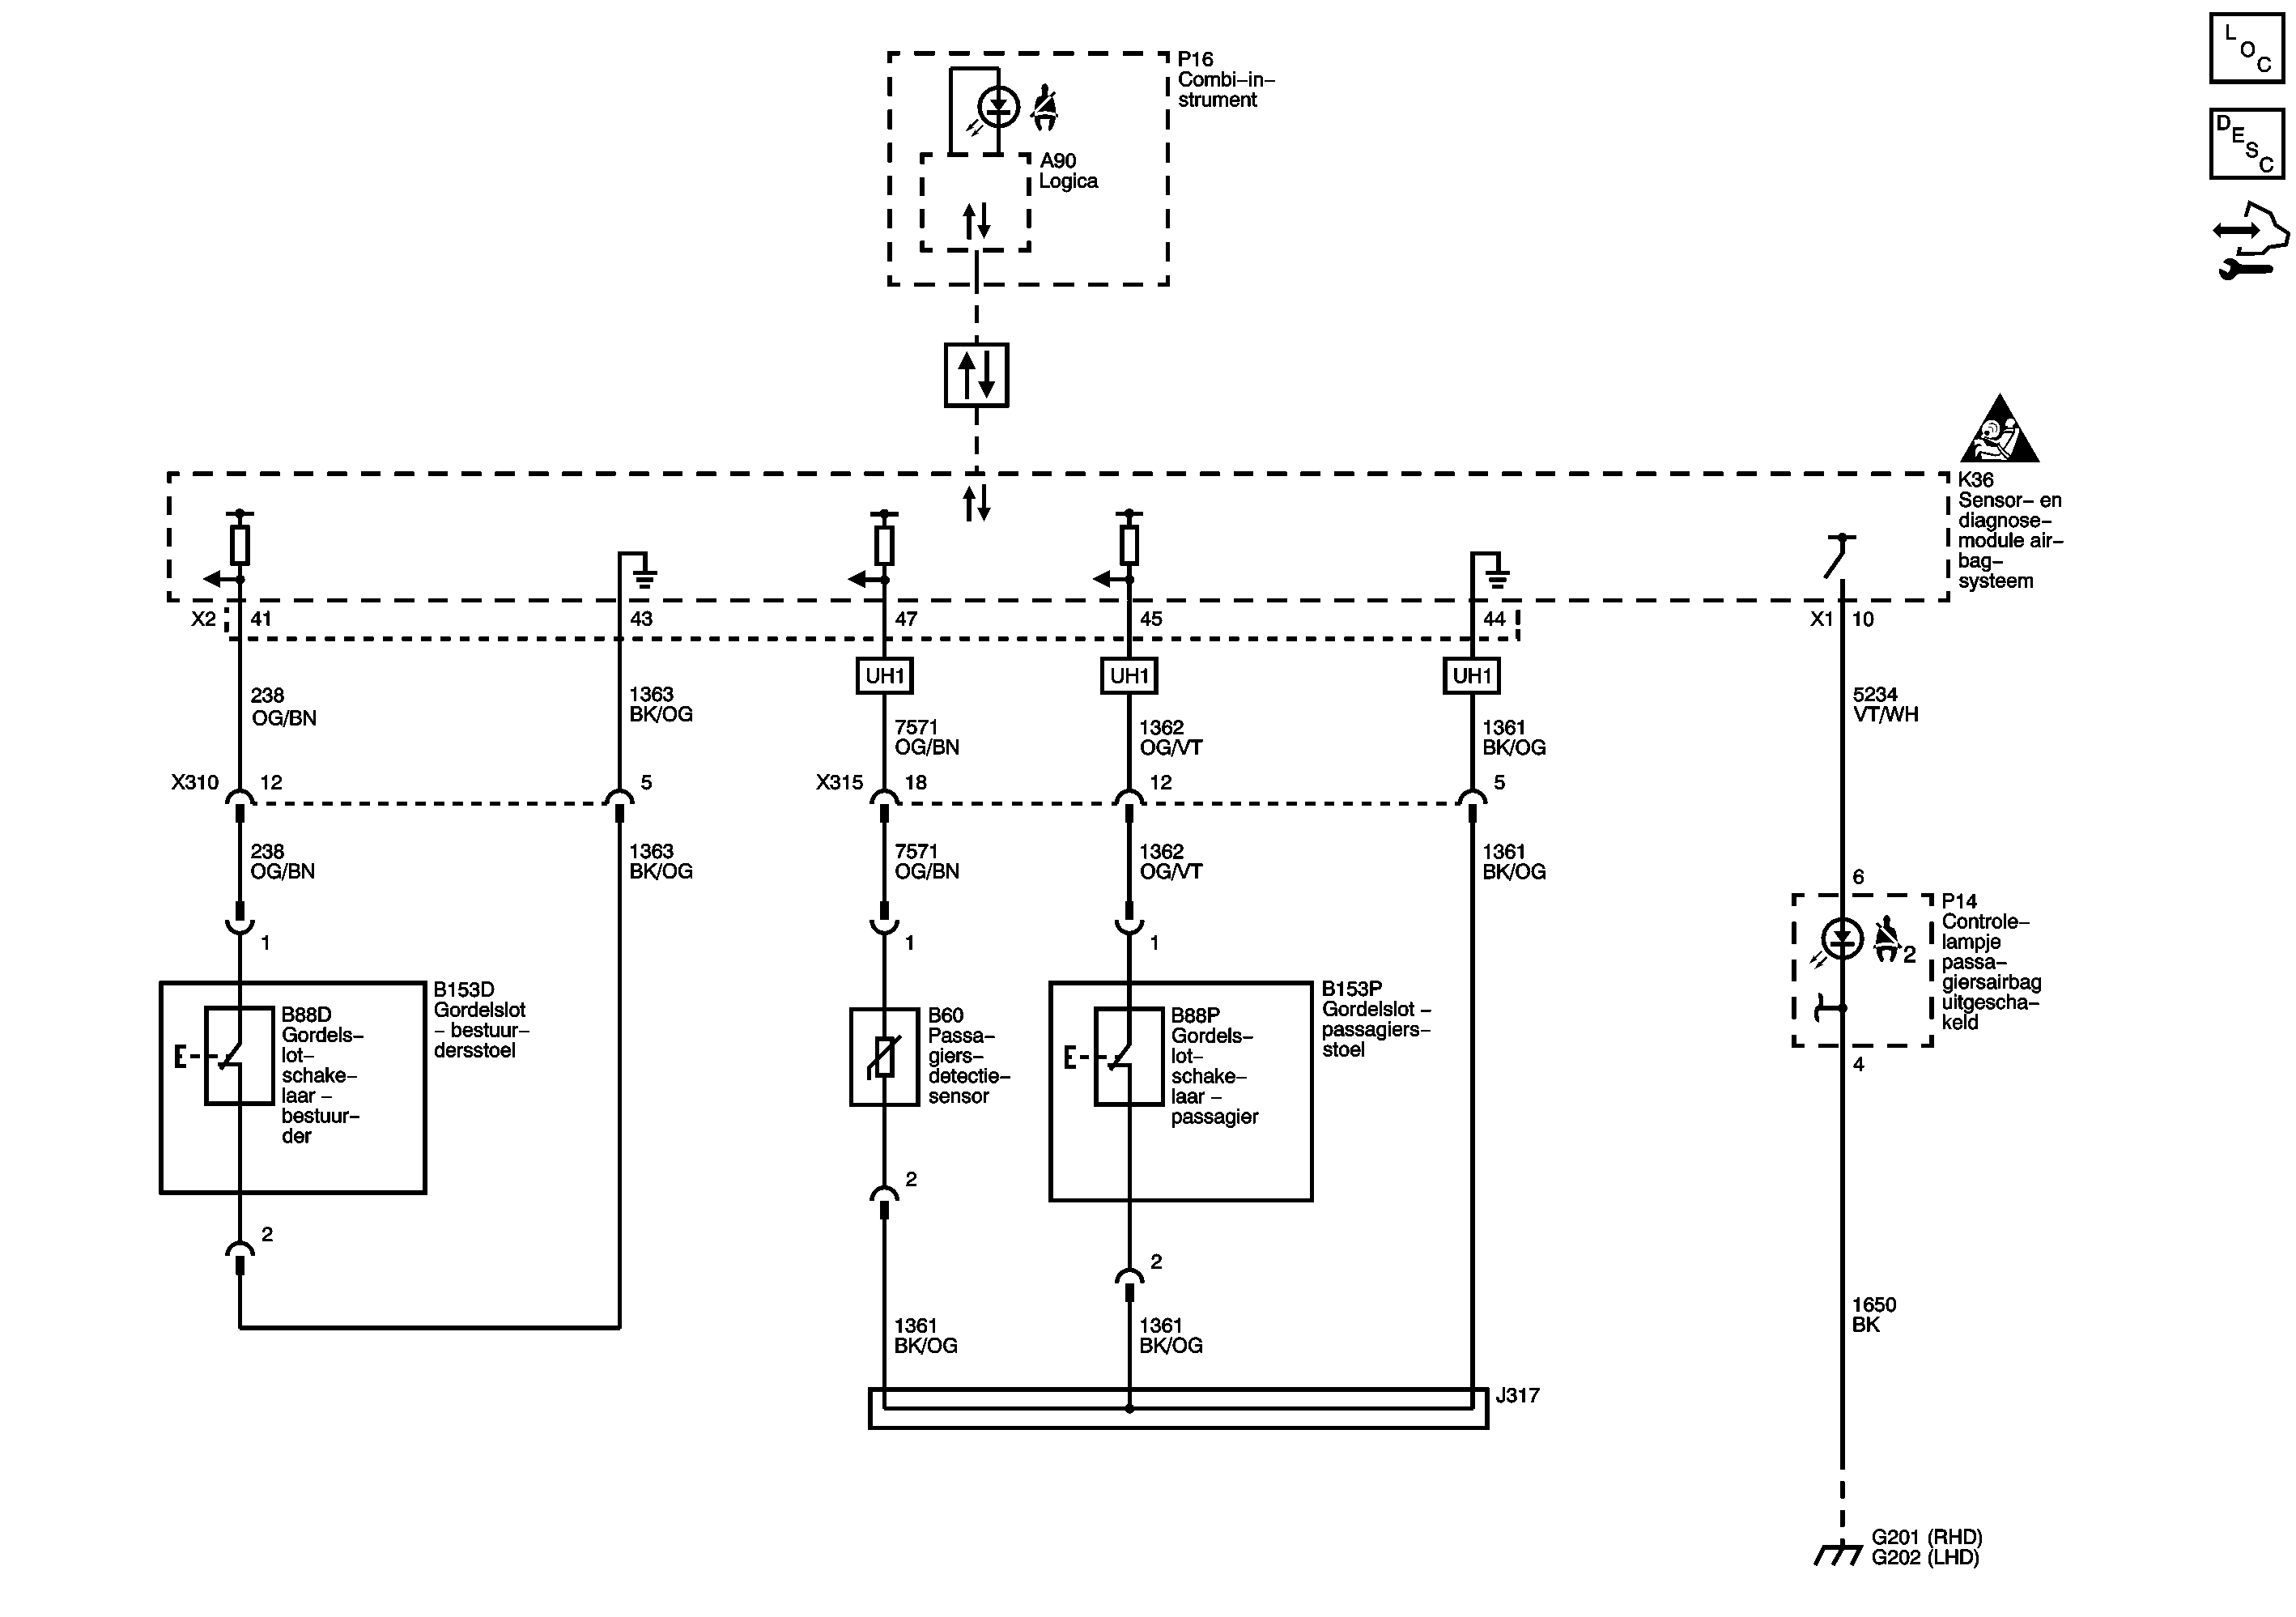 L
O
C
D
E
S
C
P16
Combi–in–
strument
A90
Logica
K36
Sensor– en
diagnose–
module air–
bag–
systeem
X2
41
43
47
45
44
X1
10
UH1
UH1
UH1
238
OG/BN
1363
BK/OG
7571
OG/BN
1362
OG/VT
1361
BK/OG
5234
VT/WH
X310
12
5
X315
18
12
5
238
OG/BN
1363
BK/OG
7571
OG/BN
1362
OG/VT
1361
BK/OG
6
1
1
1
P14
Controle–
lampje
passa–
giersairbag
uitgescha–
keld
2
4
B153D
Gordelslot
– bestuur–
dersstoel
B88D
Gordels–
lot–
schake–
laar –
bestuur–
der
B60
Passa–
giers–
detectie–
sensor
B153P
Gordelslot –
passagiers–
stoel
B88P
Gordels–
lot–
schake–
laar –
passagier
2
2
2
1361
BK/OG
1361
BK/OG
1650
BK
J317
G201 (RHD)
G202 (LHD)